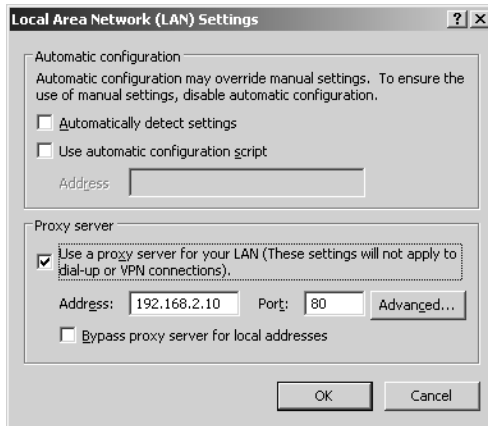 Local Area Network (LAN) Settings
Automatic configuration
Automatic configuration may override manual settings. To ensure the
use of manual settings, disable automatic configuration.
Automatically detect settings
Use automatic configuration script
Address
Proxy server
Use a proxy server for your LAN (These settings will not apply to
dial-up or VPN connections).
Address: 192.168.2.10 Port: 80 Advanced...
Bypass proxy server for local addresses
OK Cancel